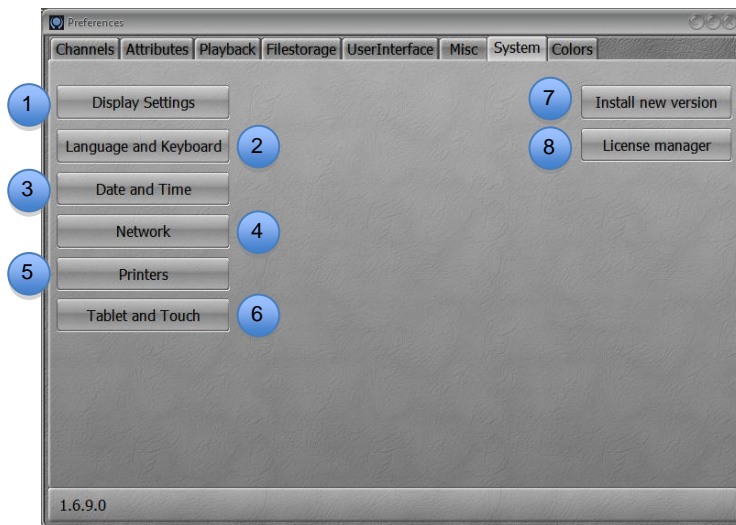 Preferences
Channels Attributes Playback Filestorage UserInterface Misc System Colors
1 Display Settings 7 Install new version
Language and Keyboard 2 8 License manager
3 Date and Time
Network 4
5 Printers
Tablet and Touch 6
1.6.9.0